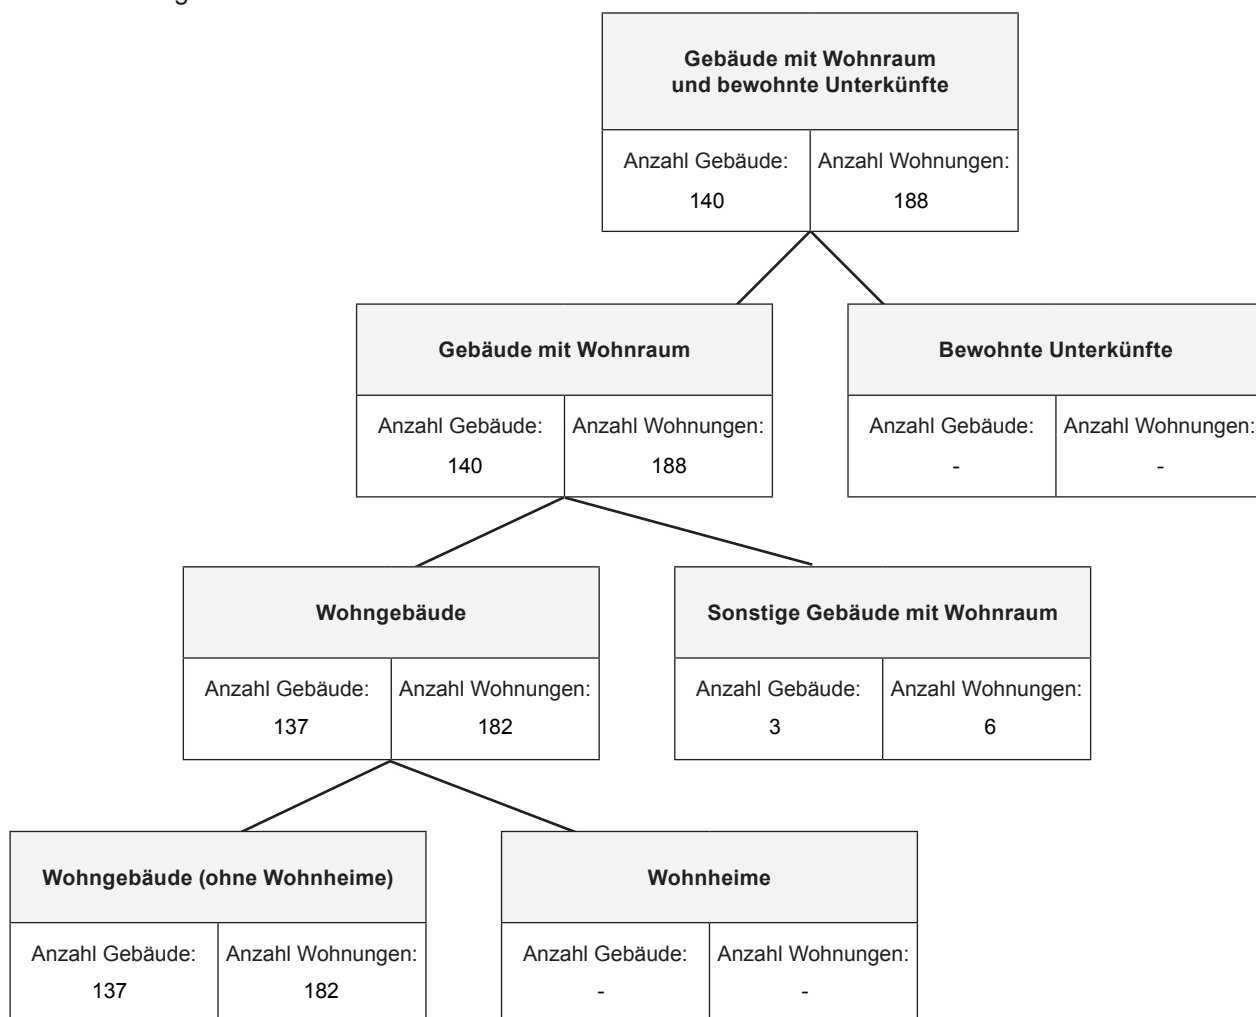 Gebäude mit Wohnraum
und bewohnte Unterkünfte
Anzahl Gebäude: Anzahl Wohnungen:
140 188
Gebäude mit Wohnraum
Bewohnte Unterkünfte
Anzahl Gebäude: Anzahl Wohnungen:
140 188
Anzahl Gebäude: Anzahl Wohnungen:
- -
Wohngebäude
Sonstige Gebäude mit Wohnraum
Anzahl Gebäude: Anzahl Wohnungen:
137 182
Anzahl Gebäude: Anzahl Wohnungen:
3 6
Wohngebäude (ohne Wohnheime)
Wohnheime
Anzahl Gebäude: Anzahl Wohnungen:
137 182
Anzahl Gebäude: Anzahl Wohnungen:
- -